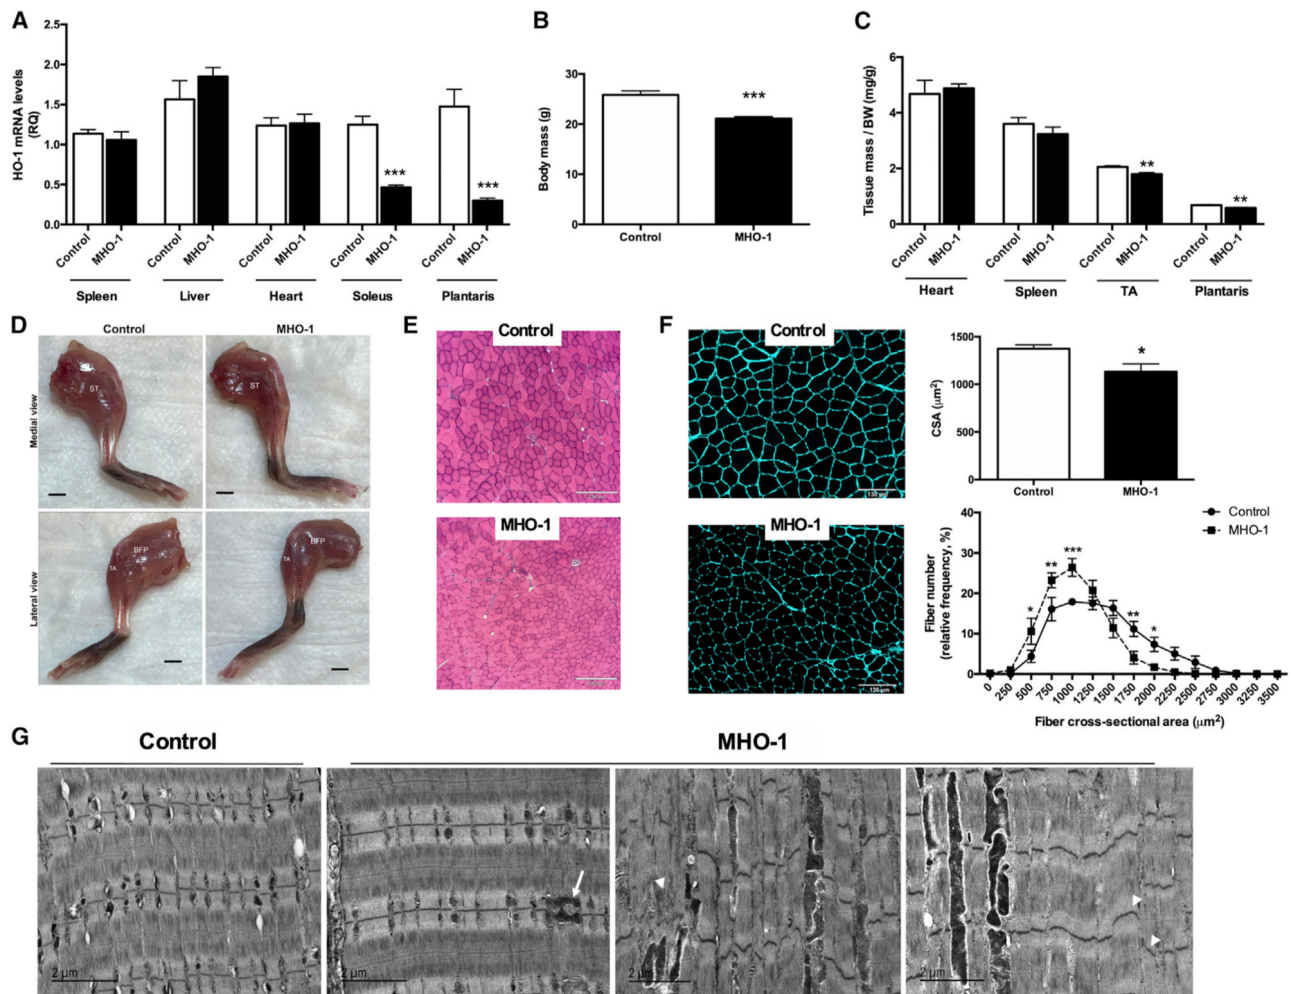 A
HO-1 mRNA levels
(RQ)
2.5
2.0
1.5
1.0
0.5
0.0
***
***
Control
MHO-1
Control
MHO-1
Control
MHO-1
Control
MHO-1
Control
MHO-1
Spleen
Liver
Heart
Soleus
Plantaris
B
Body mass (g)
30
20
10
0
***
Control
MHO-1
C
Tissue mass / BW (mg/g)
6
4
2
0
**
**
Control
MHO-1
Control
MHO-1
Control
MHO-1
Control
MHO-1
Heart
Spleen
TA
Plantaris
D
Control
MHO-1
Medial view
ST
ST
Lateral view
BFP
TA
BFP
TA
E
Control
MHO-1
F
Control
130 µm
MHO-1
130 µm
CSA (µm2)
1500
1000
500
0
*
Control
MHO-1
Control
MHO-1
Fiber number
(relative frequency, %)
40
30
20
10
0
*
**
***
**
*
0
250
500
750
1000
1250
1500
1750
2000
2250
2500
2750
3000
3250
3500
Fiber cross-sectional area (µm2)
G
Control
MHO-1
2 µm
2 µm
2 µm
2 µm